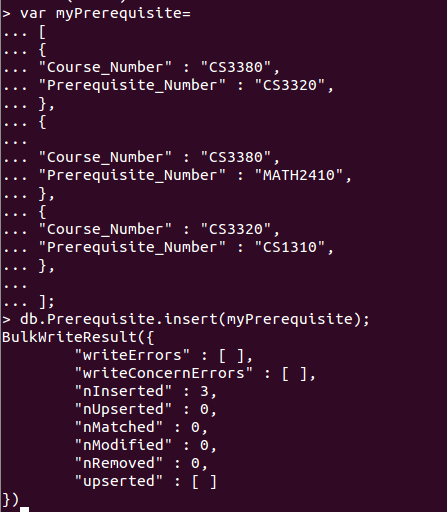 > var myPrerequisite=
... [
... {
... "Course_Number" : "CS3380",
... "Prerequisite_Number" : "CS3320",
... },
... {
...
... "Course_Number" : "CS3380",
... "Prerequisite_Number" : "MATH2410",
... },
... {
... "Course_Number" : "CS3320",
... "Prerequisite_Number" : "CS1310",
... },
...
... ];
> db.Prerequisite.insert(myPrerequisite);
BulkWriteResult({
        "writeErrors" : [ ],
        "writeConcernErrors" : [ ],
        "nInserted" : 3,
        "nUpserted" : 0,
        "nMatched" : 0,
        "nModified" : 0,
        "nRemoved" : 0,
        "upserted" : [ ]
})